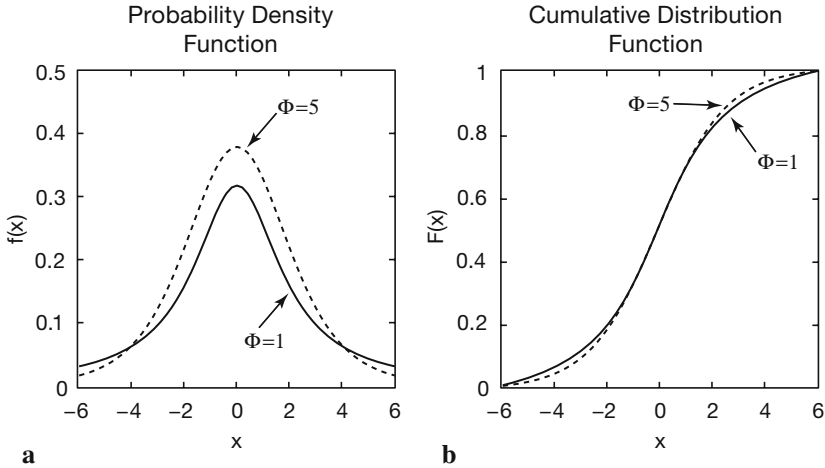 Probability Density
Function
0.5
0.4
0.3
0.2
0.1
0
f(x)
Φ=5
Φ=1
−6 −4 −2 0 2 4 6
x
a
Cumulative Distribution
Function
1
0.8
0.6
0.4
0.2
0
F(x)
Φ=5
Φ=1
−6 −4 −2 0 2 4 6
x
b